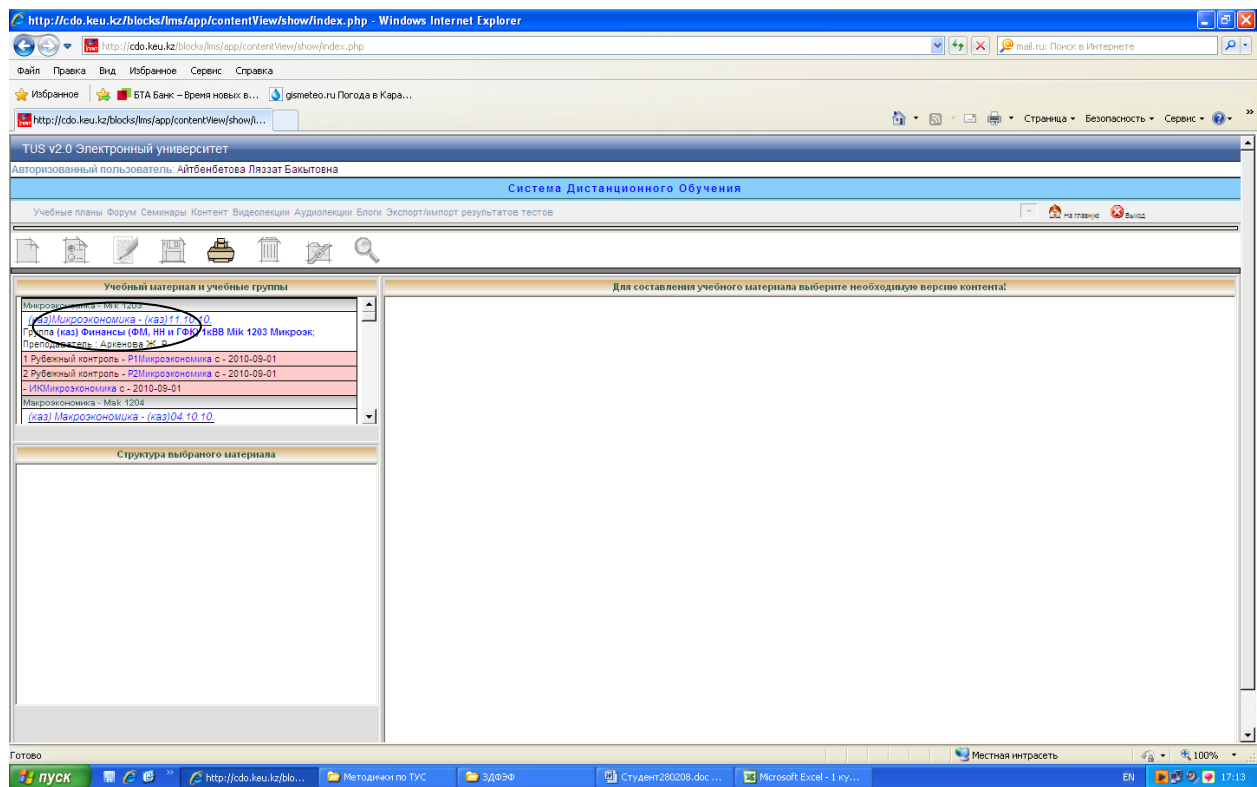 http://cdo.keu.kz/blocks/lms/app/contentView/show/index.php - Windows Internet Explorer
http://cdo.keu.kz/blocks/lms/app/contentView/show/index.php
mail.ru: Поиск в Интернете
Файл Правка Вид Избранное Сервис Справка
Избранное БТА Банк – Время новых в... gismeteo.ru Погода в Кара...
http://cdo.keu.kz/blocks/lms/app/contentView/show/i...
Страница Безопасность Сервис
TUS v2.0 Электронный университет
Авторизованный пользователь: Айтбенбетова Ляззат Бакытовна
Система Дистанционного Обучения
Учебные планы Форум Семинары Контент Видеолекции Аудиолекции Блоги Экспорт/импорт результатов тестов
На главную Выход
Учебный материал и учебные группы
Для составления учебного материала выберите необходимую версию контента!
Микроэкономика - Mik 1203
(каз)Микроэкономика - (каз)11.10.10.
Группа (каз) Финансы (ФМ, НН и ГФК) 1кВВ Mik 1203 Микроэк;
Преподаватель : Аркенова Ж. Р.
1 Рубежный контроль - Р1Микроэкономика с - 2010-09-01
2 Рубежный контроль - Р2Микроэкономика с - 2010-09-01
- ИКМикроэкономика с - 2010-09-01
Макроэкономика - Mak 1204
(каз) Макроэкономика - (каз)04.10.10.
Структура выбраного материала
Готово
Местная интрасеть
100%
пуск
http://cdo.keu.kz/blo...
Методички по ТУС
ЭДФЭФ
Студент280208.doc ...
Microsoft Excel - 1 ку...
EN
17:13